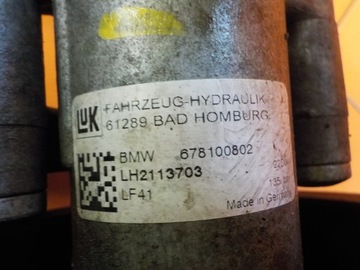 LUK
FAHRZEUG-HYDRAULIK
61289 BAD HOMBURG
BMW 678100802
LH2113703
LF41 135 bar
Made in Germany